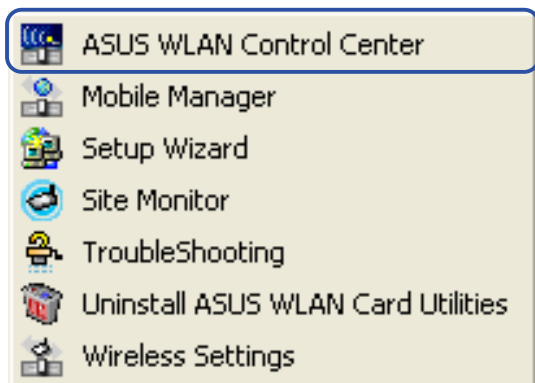 ASUS WLAN Control Center
Mobile Manager
Setup Wizard
Site Monitor
TroubleShooting
Uninstall ASUS WLAN Card Utilities
Wireless Settings